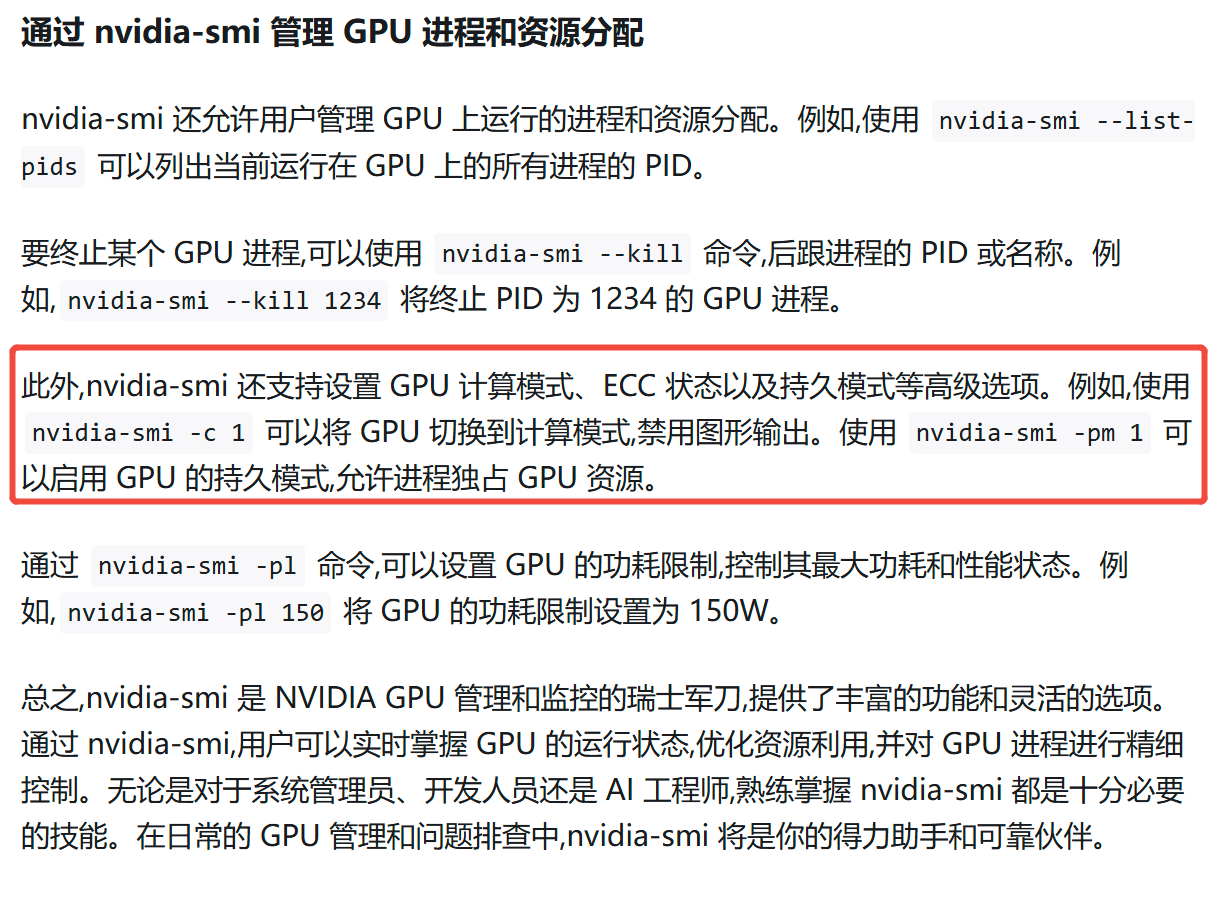 通过 nvidia-smi 管理 GPU 进程和资源分配
nvidia-smi 还允许用户管理 GPU 上运行的进程和资源分配。例如,使用 nvidia-smi --list-
pids 可以列出当前运行在 GPU 上的所有进程的 PID。
要终止某个 GPU 进程,可以使用 nvidia-smi --kill 命令,后跟进程的 PID 或名称。例
如, nvidia-smi --kill 1234 将终止 PID 为 1234 的 GPU 进程。
此外,nvidia-smi 还支持设置 GPU 计算模式、ECC 状态以及持久模式等高级选项。例如,使用
nvidia-smi -c 1 可以将 GPU 切换到计算模式,禁用图形输出。使用 nvidia-smi -pm 1 可
以启用 GPU 的持久模式,允许进程独占 GPU 资源。
通过 nvidia-smi -pl 命令,可以设置 GPU 的功耗限制,控制其最大功耗和性能状态。例
如, nvidia-smi -pl 150 将 GPU 的功耗限制设置为 150W。
总之,nvidia-smi 是 NVIDIA GPU 管理和监控的瑞士军刀,提供了丰富的功能和灵活的选项。
通过 nvidia-smi,用户可以实时掌握 GPU 的运行状态,优化资源利用,并对 GPU 进程进行精细
控制。无论是对于系统管理员、开发人员还是 AI 工程师,熟练掌握 nvidia-smi 都是十分必要
的技能。在日常的 GPU 管理和问题排查中,nvidia-smi 将是你的得力助手和可靠伙伴。